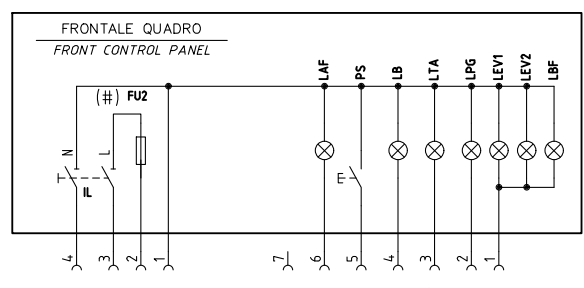 FRONTALE QUADRO
FRONT CONTROL PANEL
LAF PS LB LTA LPG LEV1 LEV2 LBF
(#) FU2
N L
IL
4 3 2 1 7 6 5 4 3 2 1